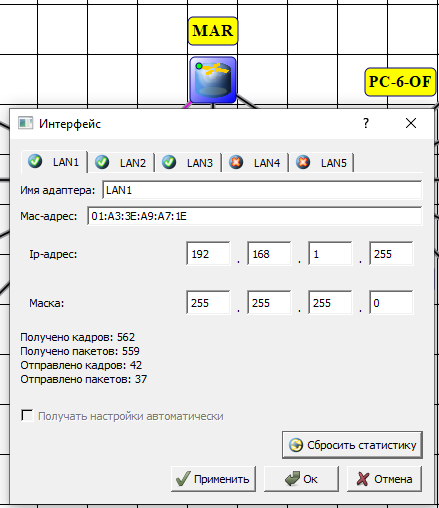 MAR
PC-6-OF
Интерфейс
LAN1 LAN2 LAN3 LAN4 LAN5
Имя адаптера: LAN1
Mac-адрес: 01:A3:3E:A9:A7:1E
Ip-адрес: 192 . 168 . 1 . 255
Маска: 255 . 255 . 255 . 0
Получено кадров: 562
Получено пакетов: 559
Отправлено кадров: 42
Отправлено пакетов: 37
Получать настройки автоматически
Сбросить статистику
Применить Ок Отмена